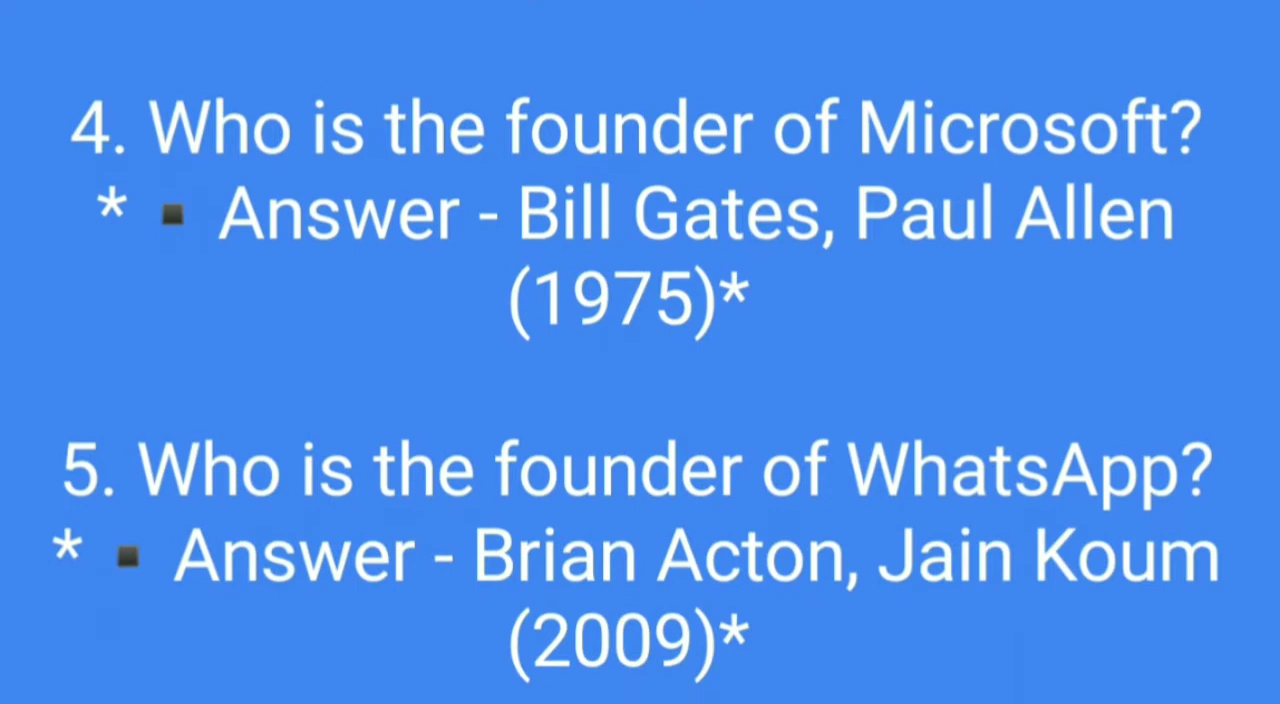 4. Who is the founder of Microsoft?
* ▪ Answer - Bill Gates, Paul Allen
(1975)*
5. Who is the founder of WhatsApp?
* ▪ Answer - Brian Acton, Jain Koum
(2009)*